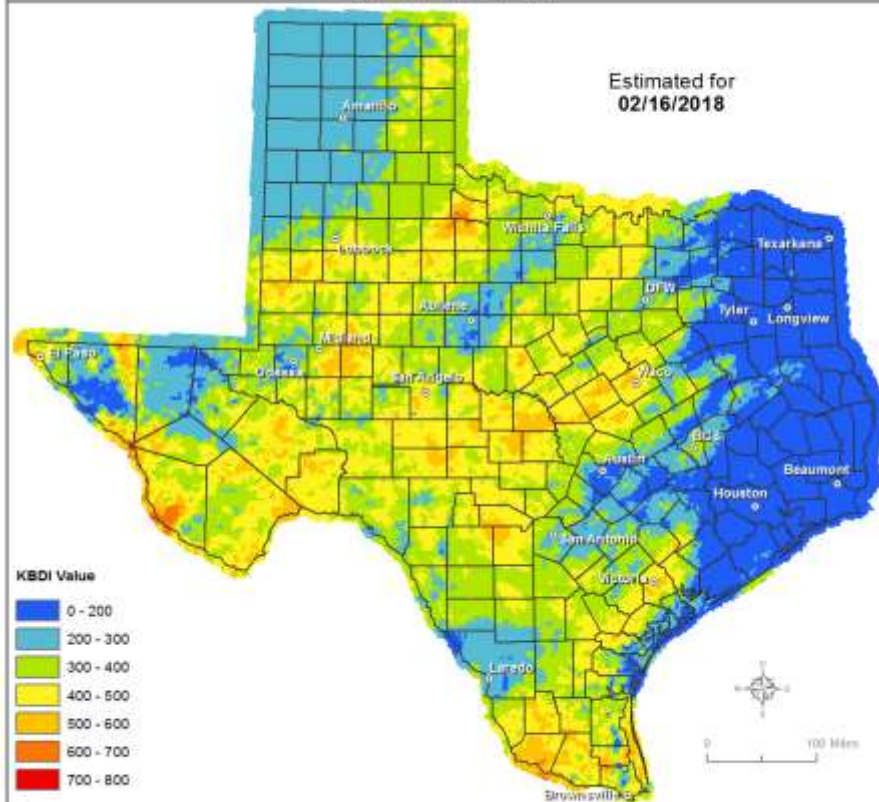 Estimated for
02/16/2018
Amarillo
Lubbock
Wichita Falls
Texarkana
DFW
Abilene
Tyler
Longview
El Paso
Midland
Odessa
San Angelo
Waco
BCS
Austin
Beaumont
Houston
San Antonio
Victoria
Laredo
Brownsville
KBDI Value
0 - 200
200 - 300
300 - 400
400 - 500
500 - 600
600 - 700
700 - 800
0 100 Miles